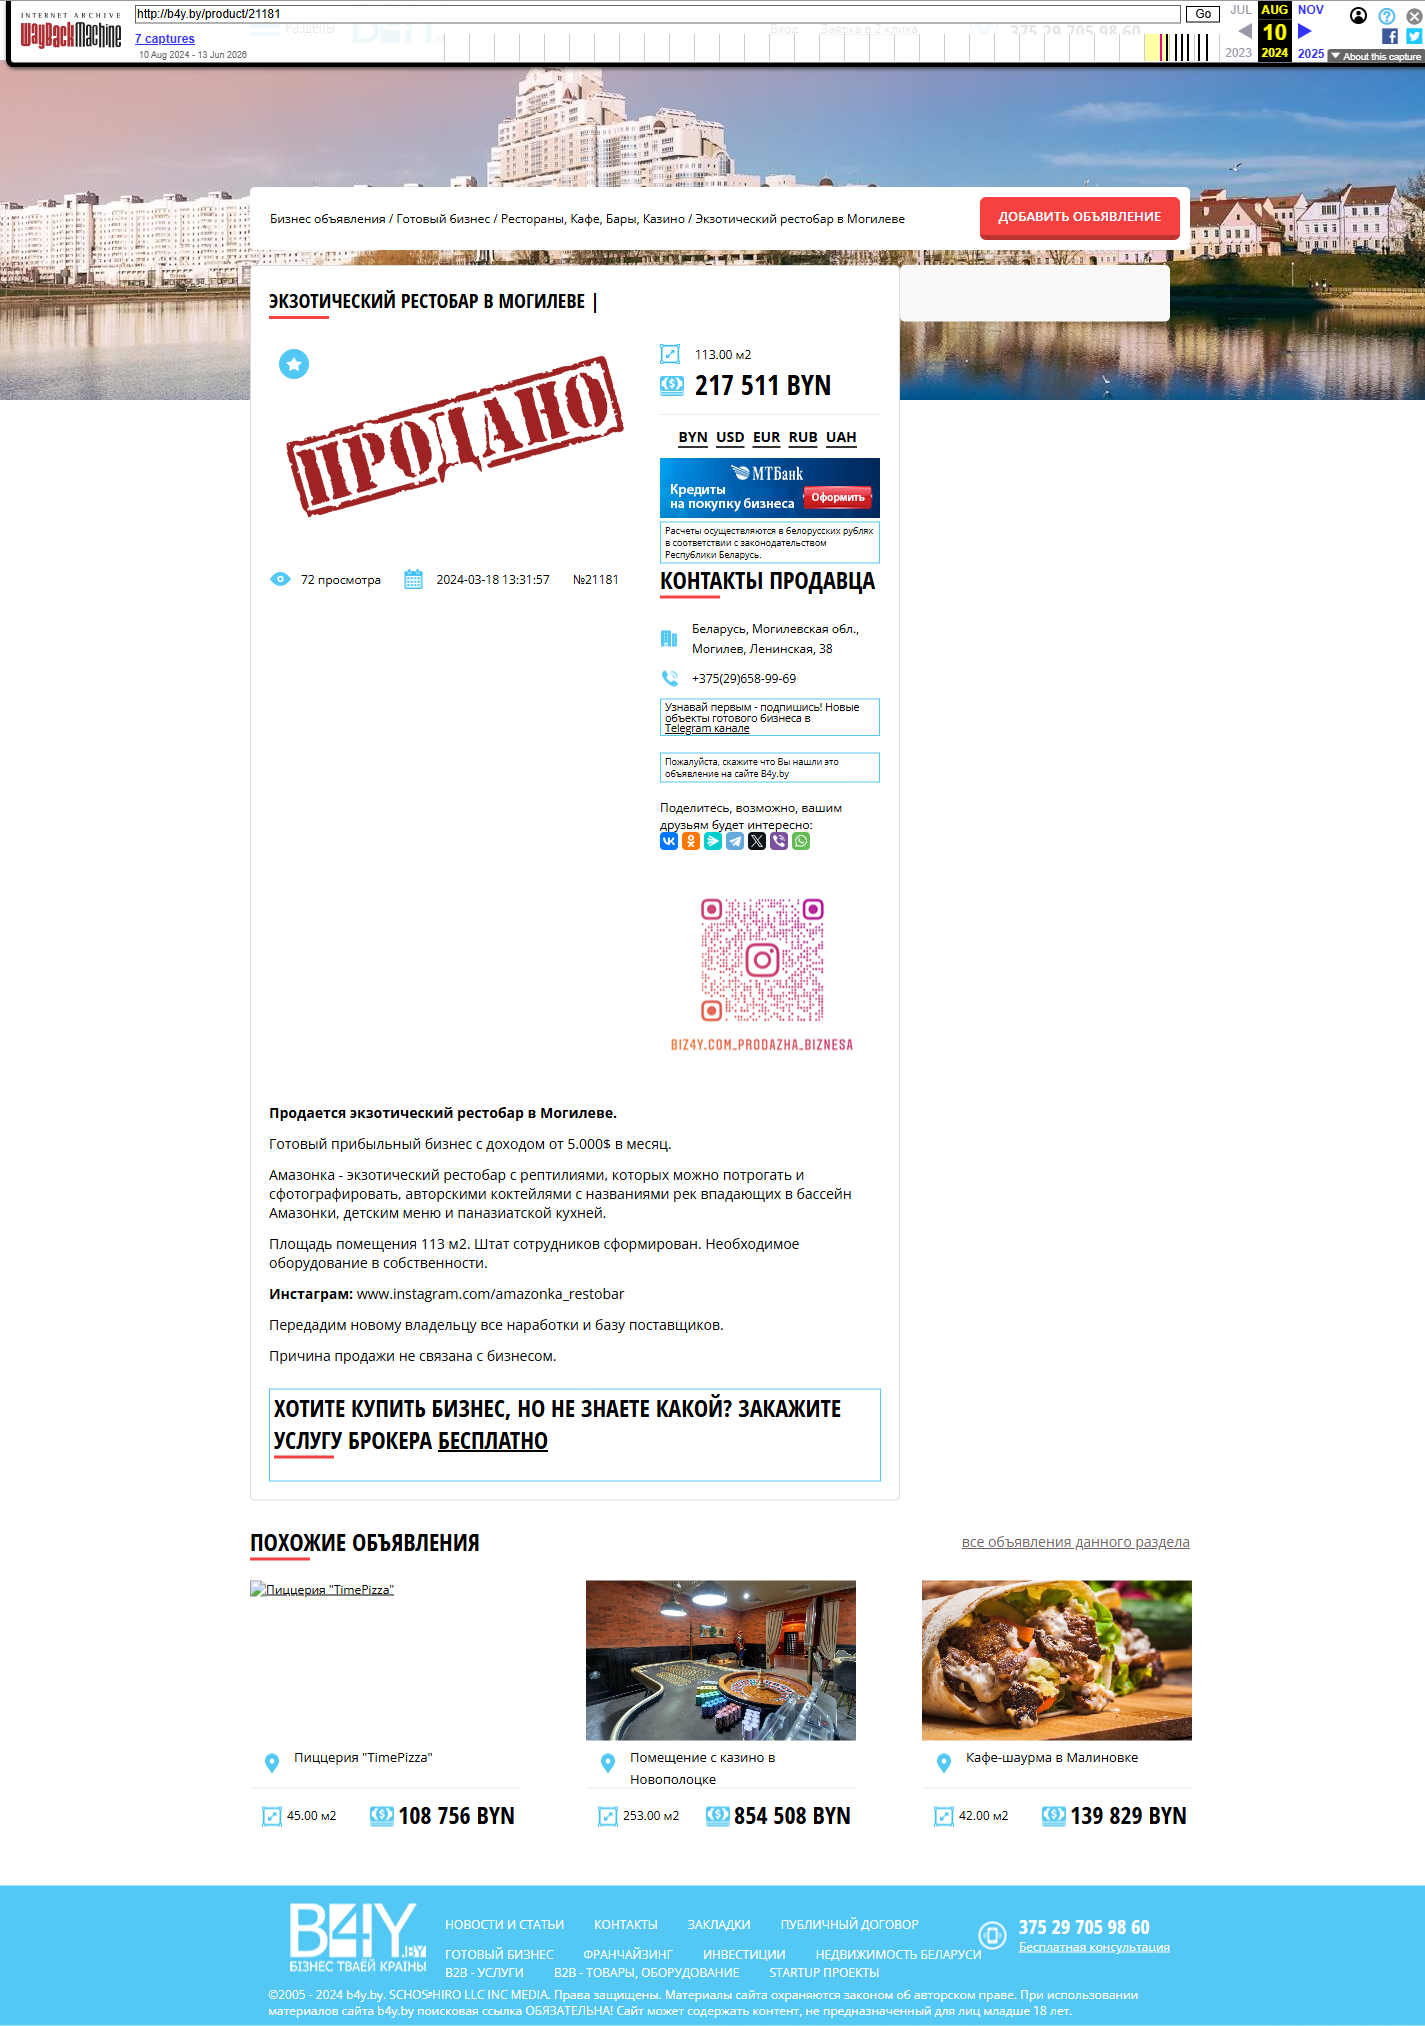 INTERNET ARCHIVE
WayBackMachine
http://b4y.by/product/21181
Go
JUL AUG NOV
10
2023 2024 2025
7 captures
10 Aug 2024 - 13 Jun 2026
About this capture
Разделы
Вход
Заявка в 2 клика
375 29 705 98 60
Бизнес объявления / Готовый бизнес / Рестораны, Кафе, Бары, Казино / Экзотический рестобар в Могилеве
ДОБАВИТЬ ОБЪЯВЛЕНИЕ
ЭКЗОТИЧЕСКИЙ РЕСТОБАР В МОГИЛЕВЕ |
ПРОДАНО
113.00 м2
217 511 BYN
BYN USD EUR RUB UAH
МТБанк
Кредиты
на покупку бизнеса
Оформить
Расчеты осуществляются в белорусских рублях
в соответствии с законодательством
Республики Беларусь.
72 просмотра
2024-03-18 13:31:57
№21181
КОНТАКТЫ ПРОДАВЦА
Беларусь, Могилевская обл.,
Могилев, Ленинская, 38
+375(29)658-99-69
Узнавай первым - подпишись! Новые
объекты готового бизнеса в
Telegram канале
Пожалуйста, скажите что Вы нашли это
объявление на сайте B4y.by
Поделитесь, возможно, вашим
друзьям будет интересно:
BIZ4Y.COM_PRODAZHA_BIZNESA
Продается экзотический рестобар в Могилеве.
Готовый прибыльный бизнес с доходом от 5.000$ в месяц.
Амазонка - экзотический рестобар с рептилиями, которых можно потрогать и
сфотографировать, авторскими коктейлями с названиями рек впадающих в бассейн
Амазонки, детским меню и паназиатской кухней.
Площадь помещения 113 м2. Штат сотрудников сформирован. Необходимое
оборудование в собственности.
Инстаграм: www.instagram.com/amazonka_restobar
Передадим новому владельцу все наработки и базу поставщиков.
Причина продажи не связана с бизнесом.
ХОТИТЕ КУПИТЬ БИЗНЕС, НО НЕ ЗНАЕТЕ КАКОЙ? ЗАКАЖИТЕ
УСЛУГУ БРОКЕРА БЕСПЛАТНО
ПОХОЖИЕ ОБЪЯВЛЕНИЯ
все объявления данного раздела
Пиццерия "TimePizza"
Пиццерия "TimePizza"
45.00 м2
108 756 BYN
Помещение с казино в
Новополоцке
253.00 м2
854 508 BYN
Кафе-шаурма в Малиновке
42.00 м2
139 829 BYN
B4Y.BY
БІЗНЕС ТВАЁЙ КРАІНЫ
НОВОСТИ И СТАТЬИ КОНТАКТЫ ЗАКЛАДКИ ПУБЛИЧНЫЙ ДОГОВОР
ГОТОВЫЙ БИЗНЕС ФРАНЧАЙЗИНГ ИНВЕСТИЦИИ НЕДВИЖИМОСТЬ БЕЛАРУСИ
B2B - УСЛУГИ B2B - ТОВАРЫ, ОБОРУДОВАНИЕ STARTUP ПРОЕКТЫ
375 29 705 98 60
Бесплатная консультация
©2005 - 2024 b4y.by. LLC INC MEDIA. Права защищены. Материалы сайта охраняются законом об авторском праве. При использовании
материалов сайта b4y.by поисковая ссылка ОБЯЗАТЕЛЬНА! Сайт может содержать контент, не предназначенный для лиц младше 18 лет.